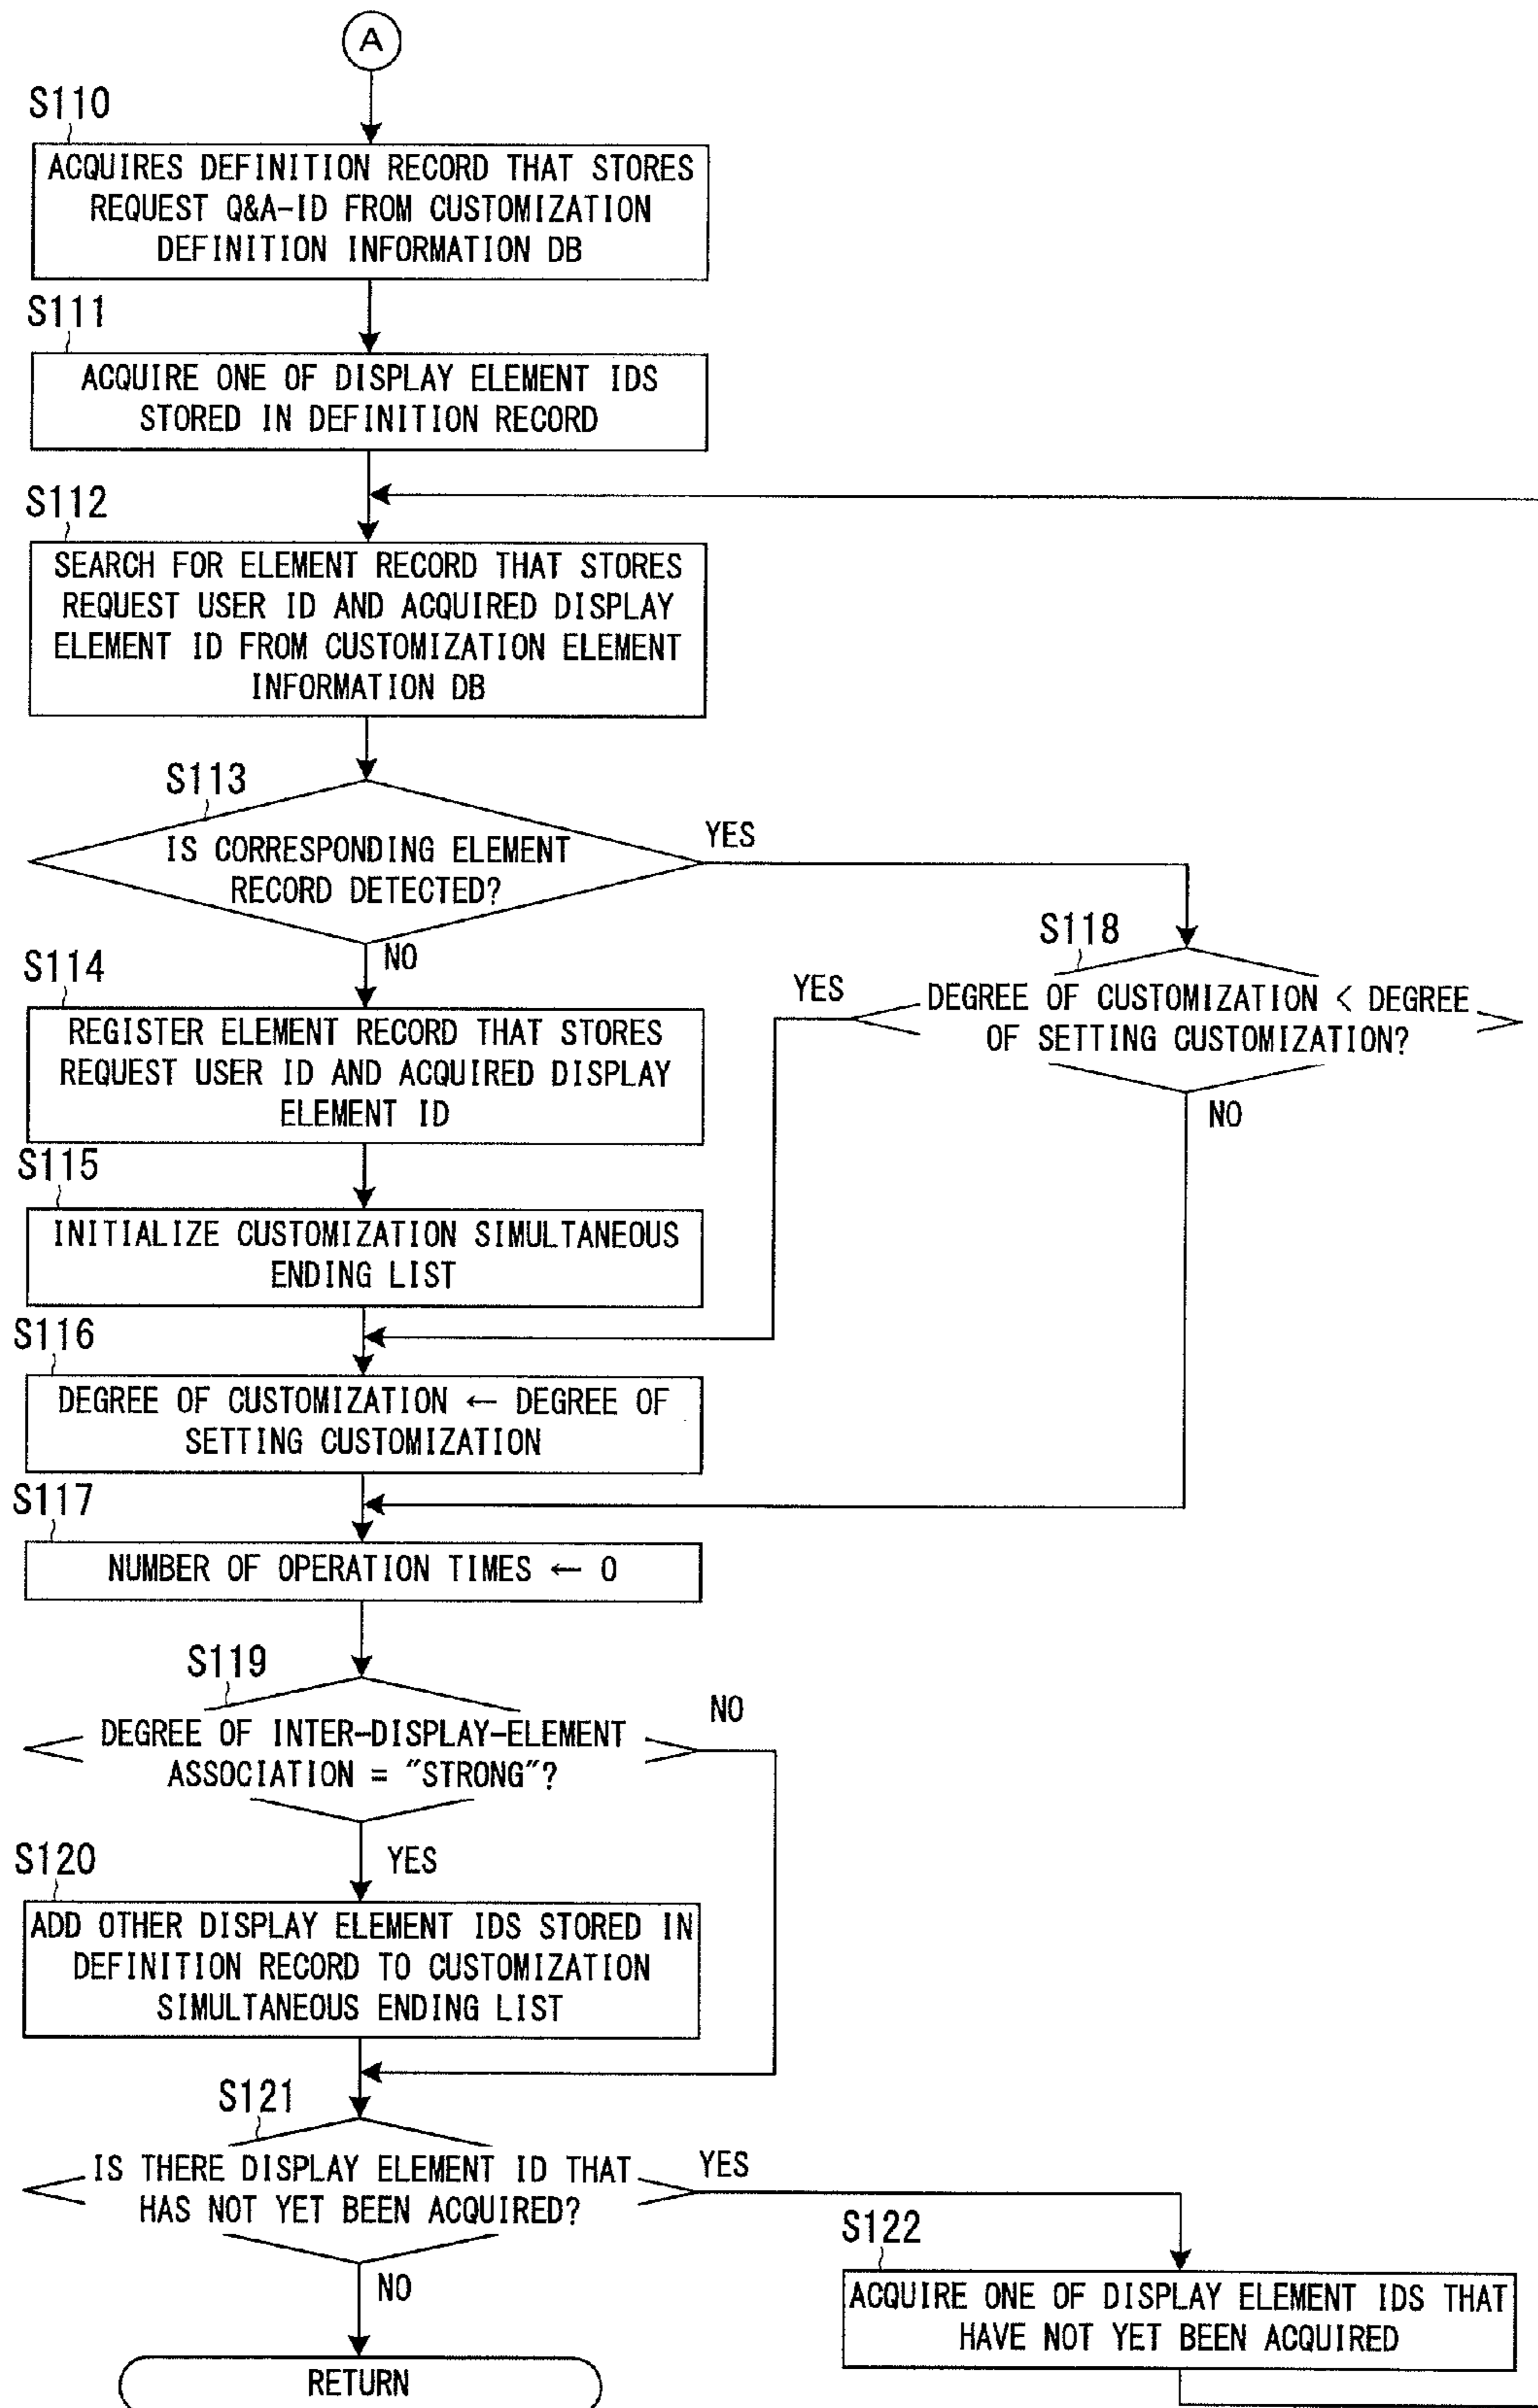 A
S110
ACQUIRES DEFINITION RECORD THAT STORES
REQUEST Q&A-ID FROM CUSTOMIZATION
DEFINITION INFORMATION DB
S111
ACQUIRE ONE OF DISPLAY ELEMENT IDS
STORED IN DEFINITION RECORD
S112
SEARCH FOR ELEMENT RECORD THAT STORES
REQUEST USER ID AND ACQUIRED DISPLAY
ELEMENT ID FROM CUSTOMIZATION ELEMENT
INFORMATION DB
S113
IS CORRESPONDING ELEMENT
RECORD DETECTED?
YES
NO
S118
DEGREE OF CUSTOMIZATION < DEGREE
OF SETTING CUSTOMIZATION?
YES
NO
S114
REGISTER ELEMENT RECORD THAT STORES
REQUEST USER ID AND ACQUIRED DISPLAY
ELEMENT ID
S115
INITIALIZE CUSTOMIZATION SIMULTANEOUS
ENDING LIST
S116
DEGREE OF CUSTOMIZATION ← DEGREE OF
SETTING CUSTOMIZATION
S117
NUMBER OF OPERATION TIMES ← 0
S119
DEGREE OF INTER-DISPLAY-ELEMENT
ASSOCIATION = "STRONG"?
NO
YES
S120
ADD OTHER DISPLAY ELEMENT IDS STORED IN
DEFINITION RECORD TO CUSTOMIZATION
SIMULTANEOUS ENDING LIST
S121
IS THERE DISPLAY ELEMENT ID THAT
HAS NOT YET BEEN ACQUIRED?
YES
NO
S122
ACQUIRE ONE OF DISPLAY ELEMENT IDS THAT
HAVE NOT YET BEEN ACQUIRED
RETURN